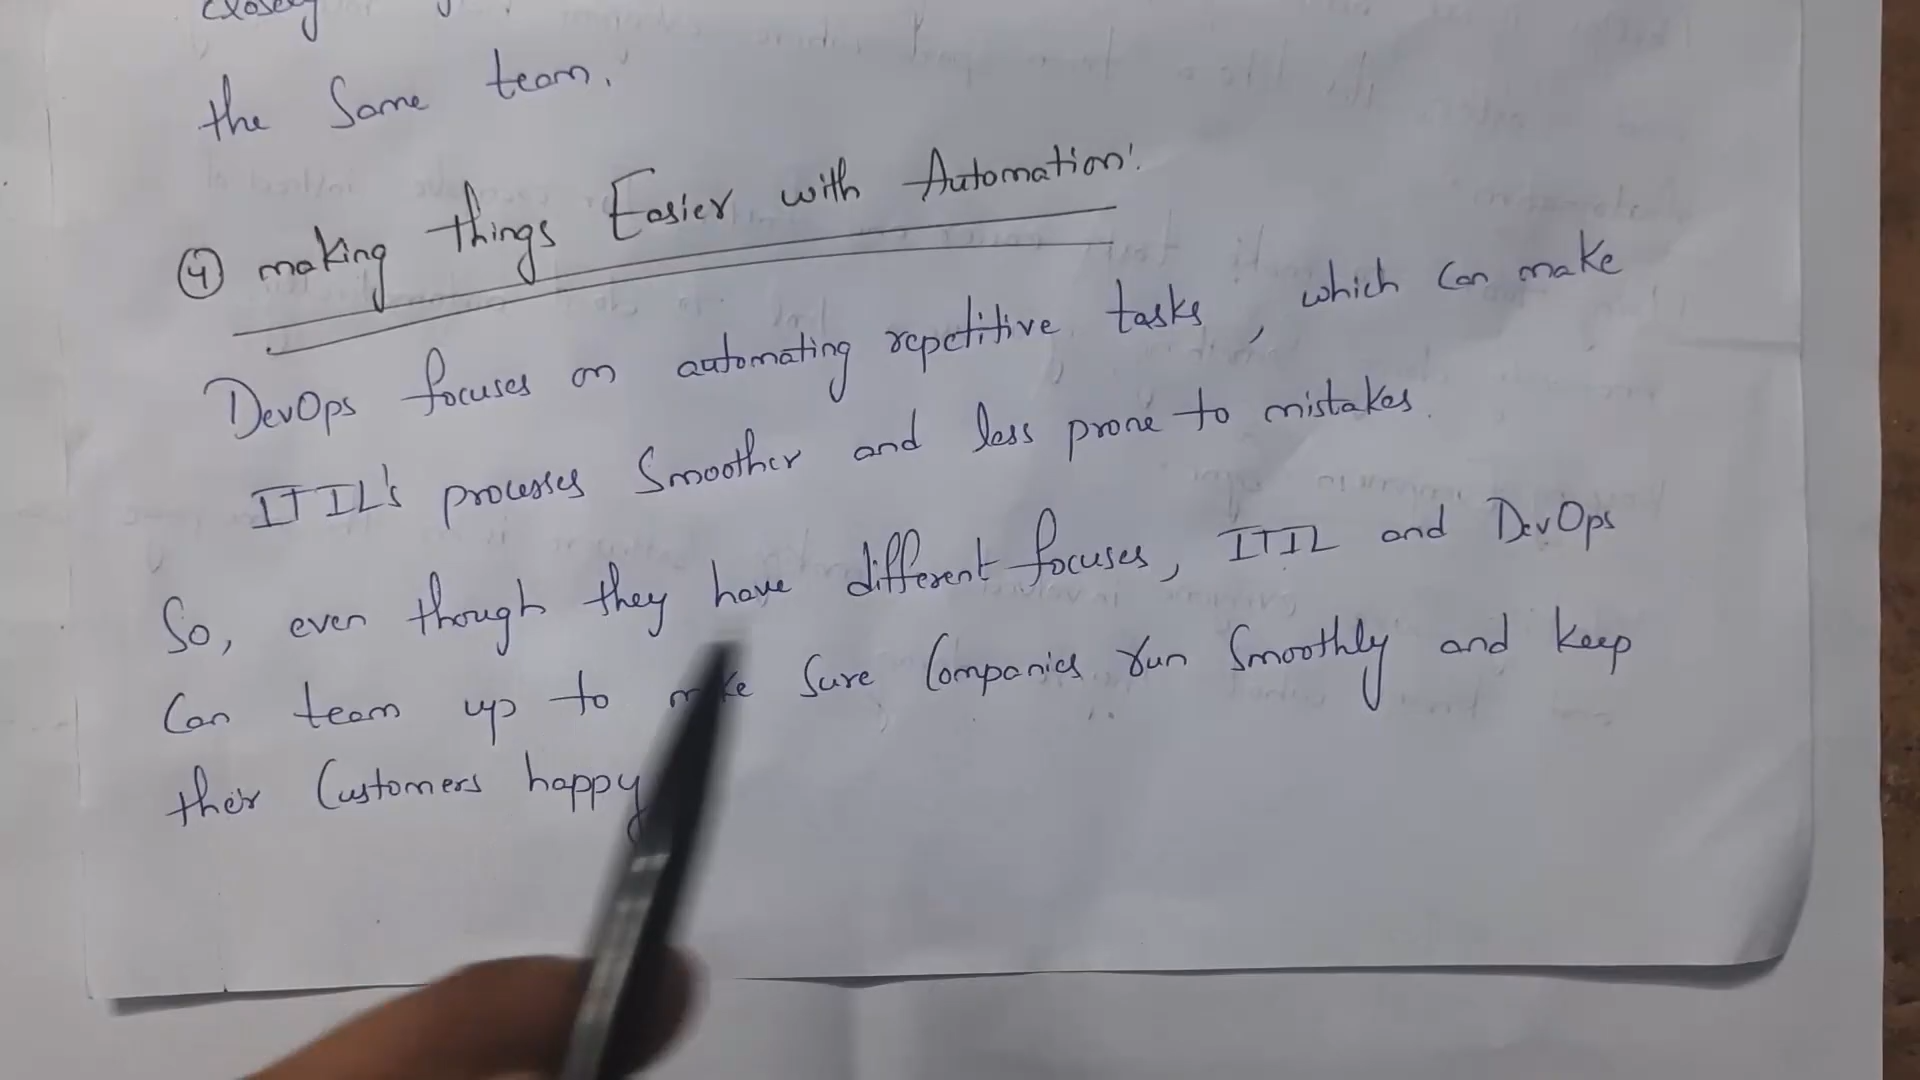 closely
the Same team.
④ making things Easier with Automation:
DevOps focuses on automating repetitive tasks, which can make
ITIL's processes Smoother and less prone to mistakes.
So, even though they have different focuses, ITIL and DevOps
Can team up to make Sure Companies run Smoothly and keep
their Customers happy